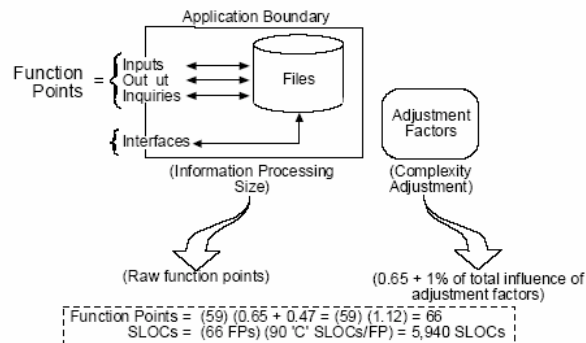 Application Boundary
Function Points = { Inputs
Out ut
Inquiries
{ Interfaces
Files
Adjustment
Factors
(Information Processing
Size)
(Complexity
Adjustment)
(Raw function points)
(0.65 + 1% of total influence of
adjustment factors)
Function Points = (59) (0.65 + 0.47 = (59) (1.12) = 66
SLOCs = (66 FPs) (90 'C' SLOCs/FP) = 5,940 SLOCs